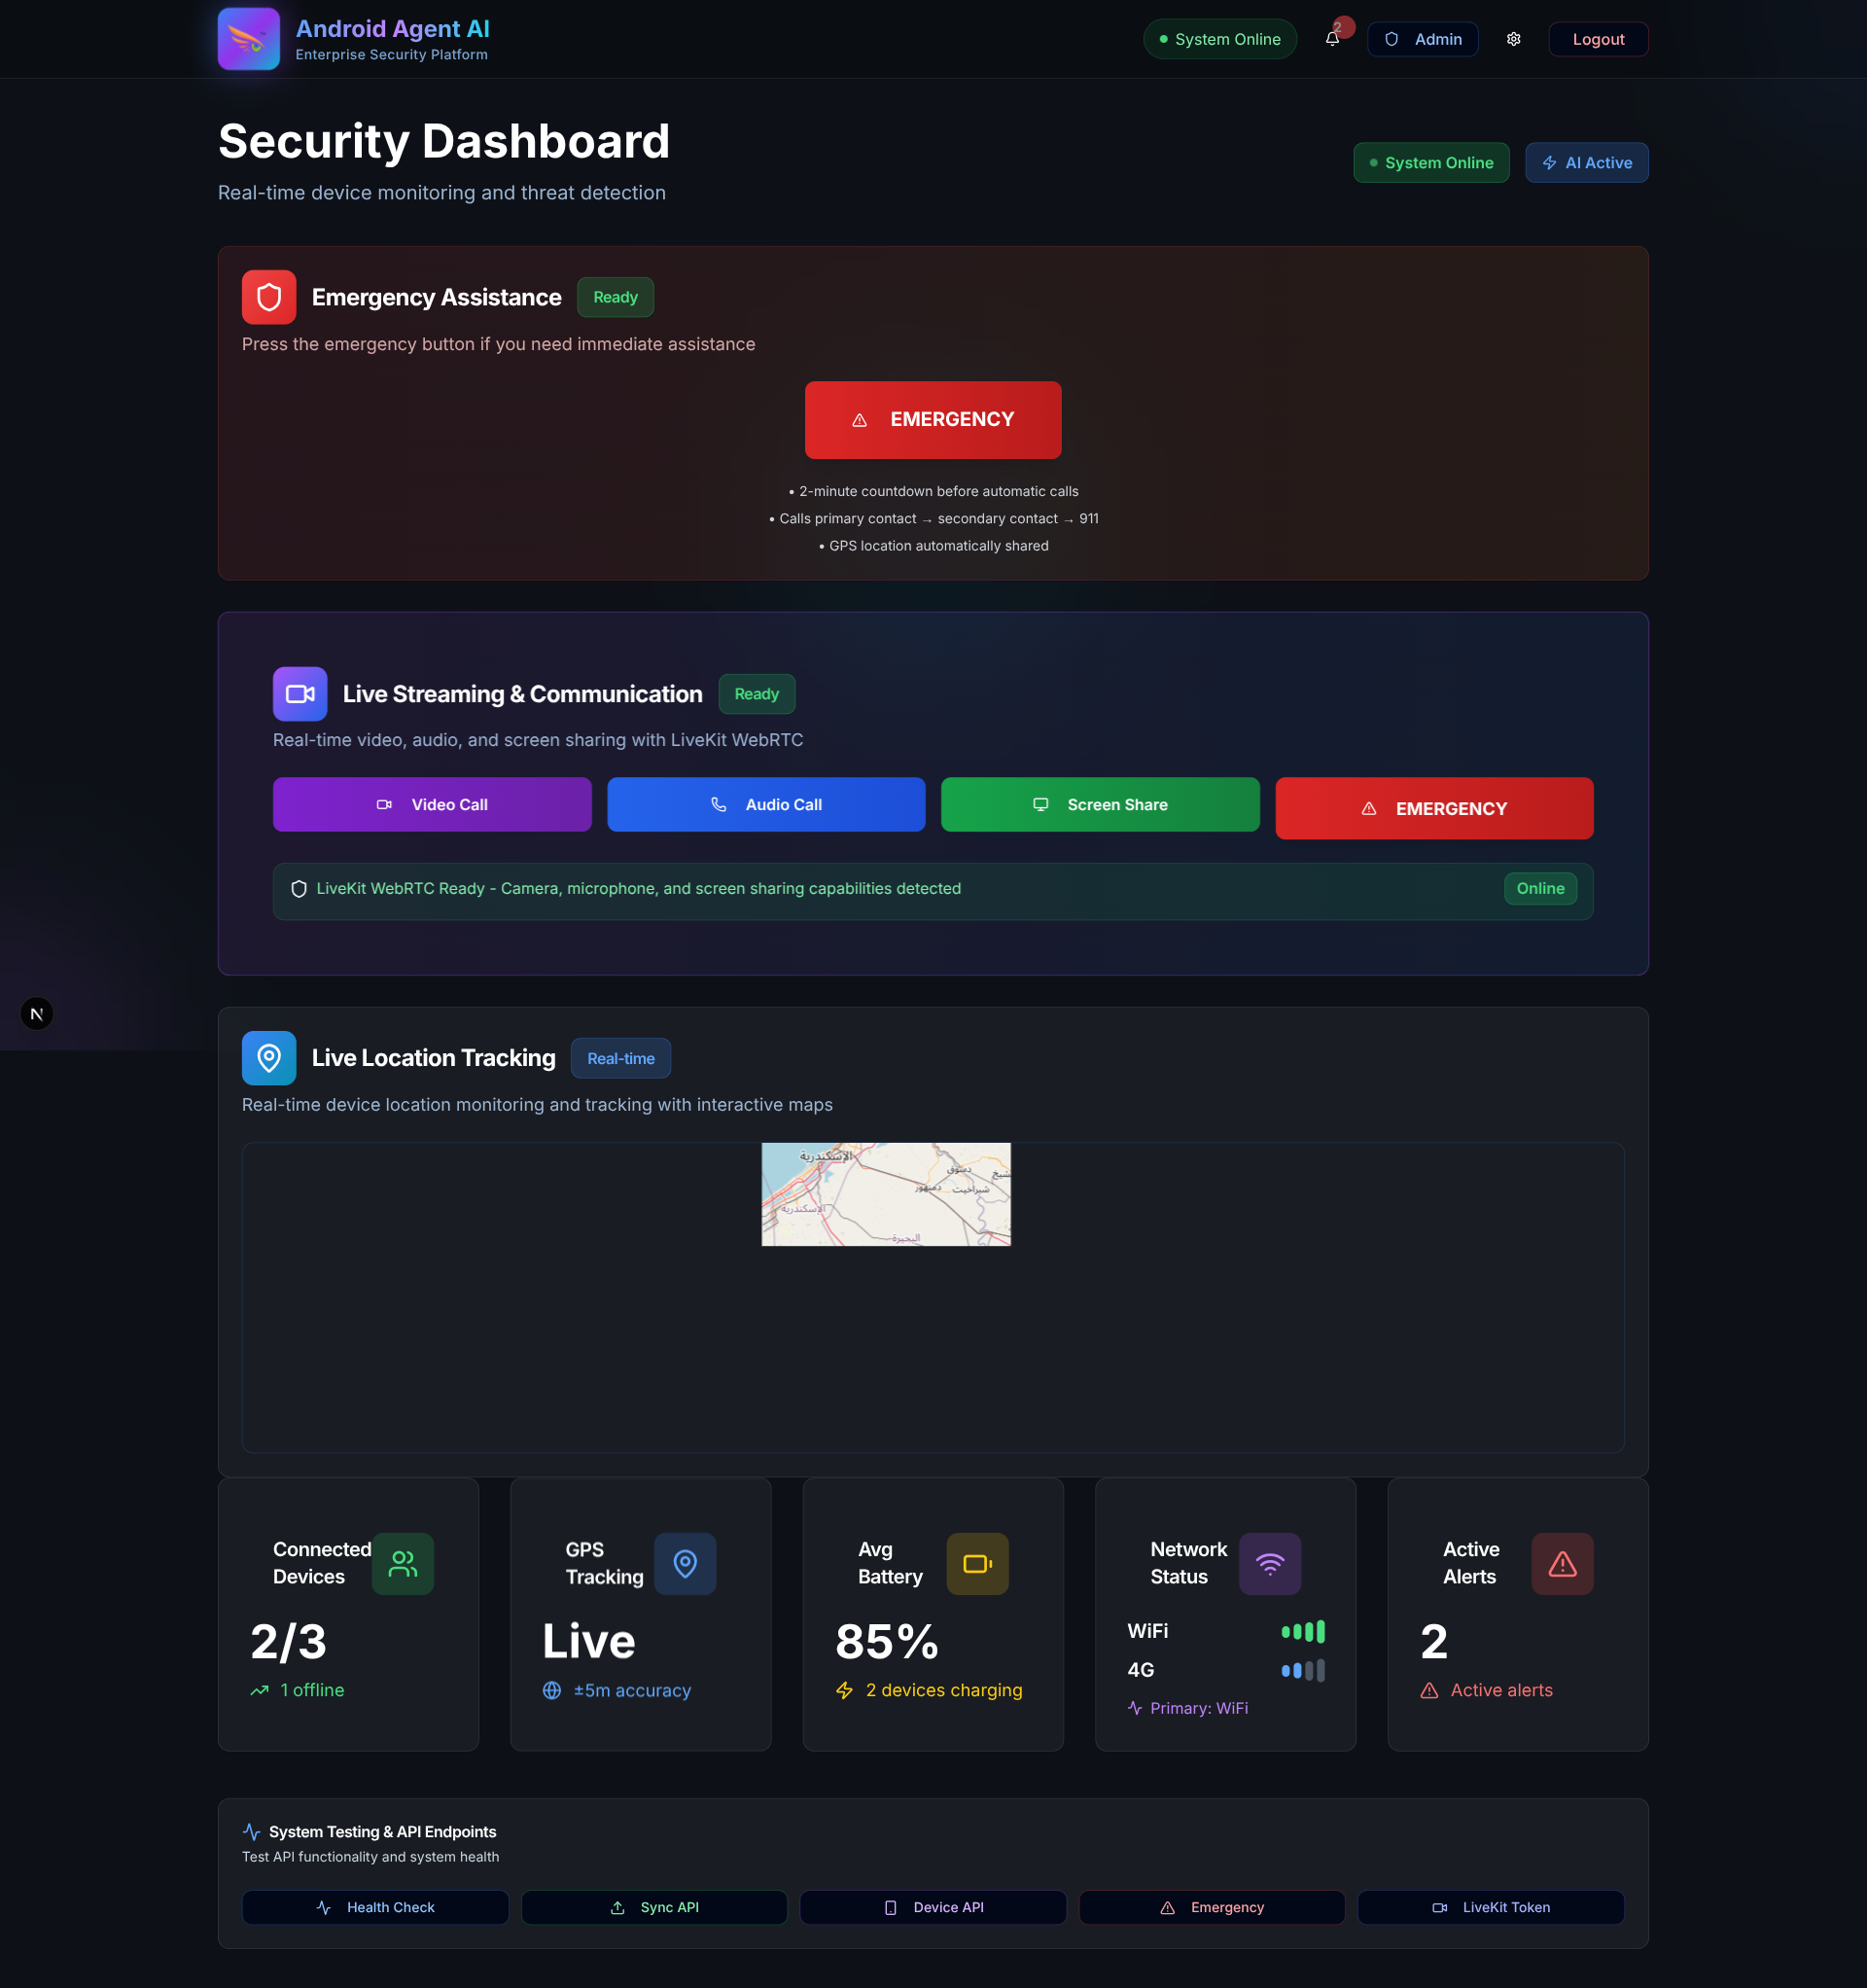 Android Agent AI
Enterprise Security Platform
System Online
2
Admin
Logout
Security Dashboard
Real-time device monitoring and threat detection
System Online
AI Active
Emergency Assistance
Ready
Press the emergency button if you need immediate assistance
EMERGENCY
• 2-minute countdown before automatic calls
• Calls primary contact → secondary contact → 911
• GPS location automatically shared
Live Streaming & Communication
Ready
Real-time video, audio, and screen sharing with LiveKit WebRTC
Video Call
Audio Call
Screen Share
EMERGENCY
LiveKit WebRTC Ready - Camera, microphone, and screen sharing capabilities detected
Online
N
Live Location Tracking
Real-time
Real-time device location monitoring and tracking with interactive maps
الإسكندرية
دسوق
دمنهور
شبراخيت
الإسكندرية
البحيرة
Connected
Devices
2/3
1 offline
GPS
Tracking
Live
±5m accuracy
Avg
Battery
85%
2 devices charging
Network
Status
WiFi
4G
Primary: WiFi
Active
Alerts
2
Active alerts
System Testing & API Endpoints
Test API functionality and system health
Health Check
Sync API
Device API
Emergency
LiveKit Token